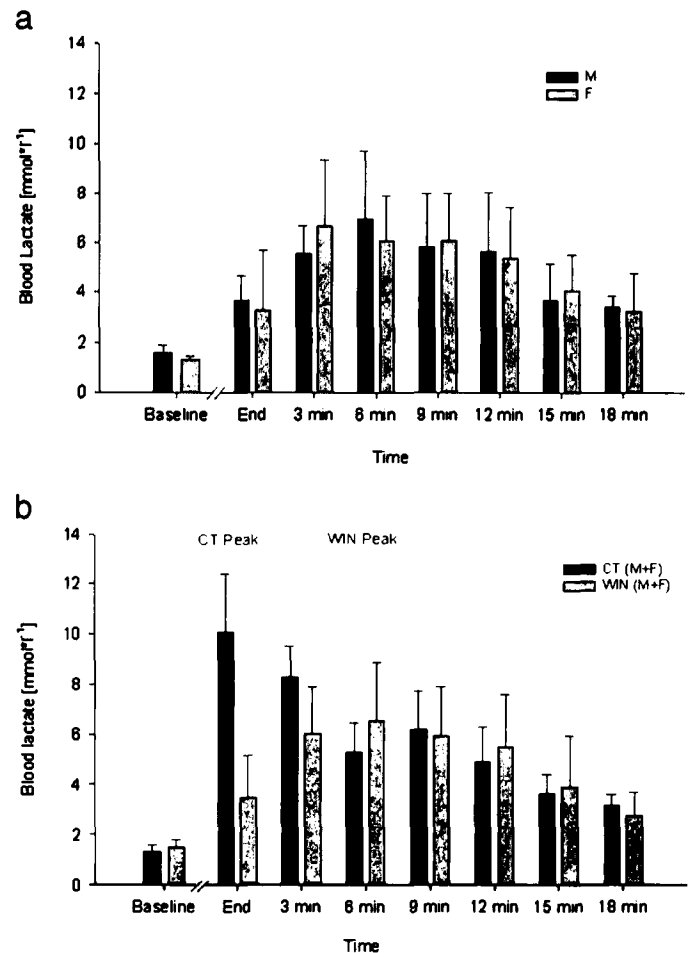 a
14
12
10
8
6
4
2
0
Blood Lactate [mmol*l⁻¹]
M
F
Baseline End 3 min 6 min 9 min 12 min 15 min 18 min
Time
b
14
12
10
8
6
4
2
0
Blood lactate [mmol*l⁻¹]
CT Peak WIN Peak
CT (M+F)
WIN (M+F)
Baseline End 3 min 6 min 9 min 12 min 15 min 18 min
Time